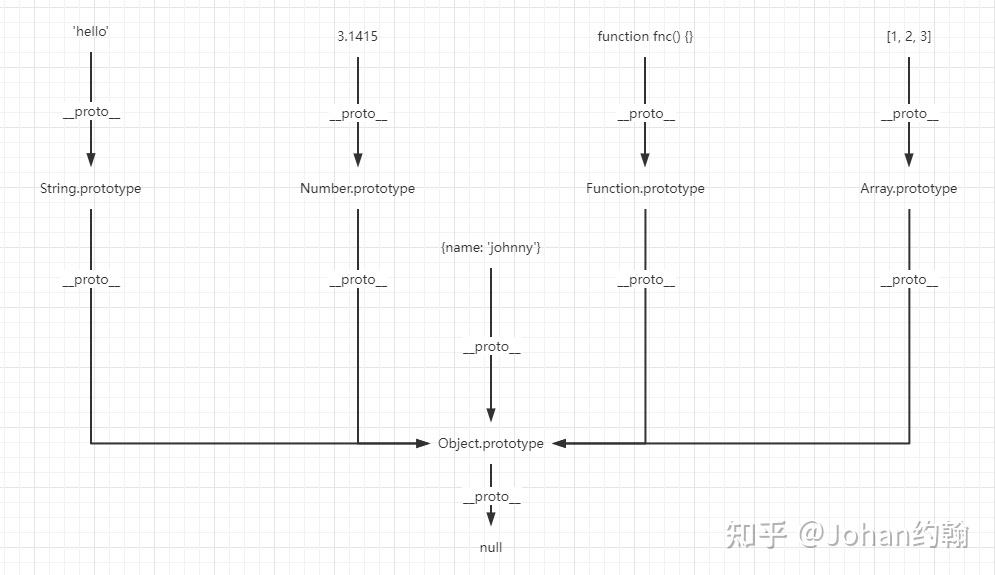 'hello'
3.1415
function fnc() {}
[1, 2, 3]
__proto__
__proto__
__proto__
__proto__
String.prototype
Number.prototype
Function.prototype
Array.prototype
{name: 'johnny'}
__proto__
__proto__
__proto__
__proto__
__proto__
Object.prototype
__proto__
null
知乎 @Johan约翰